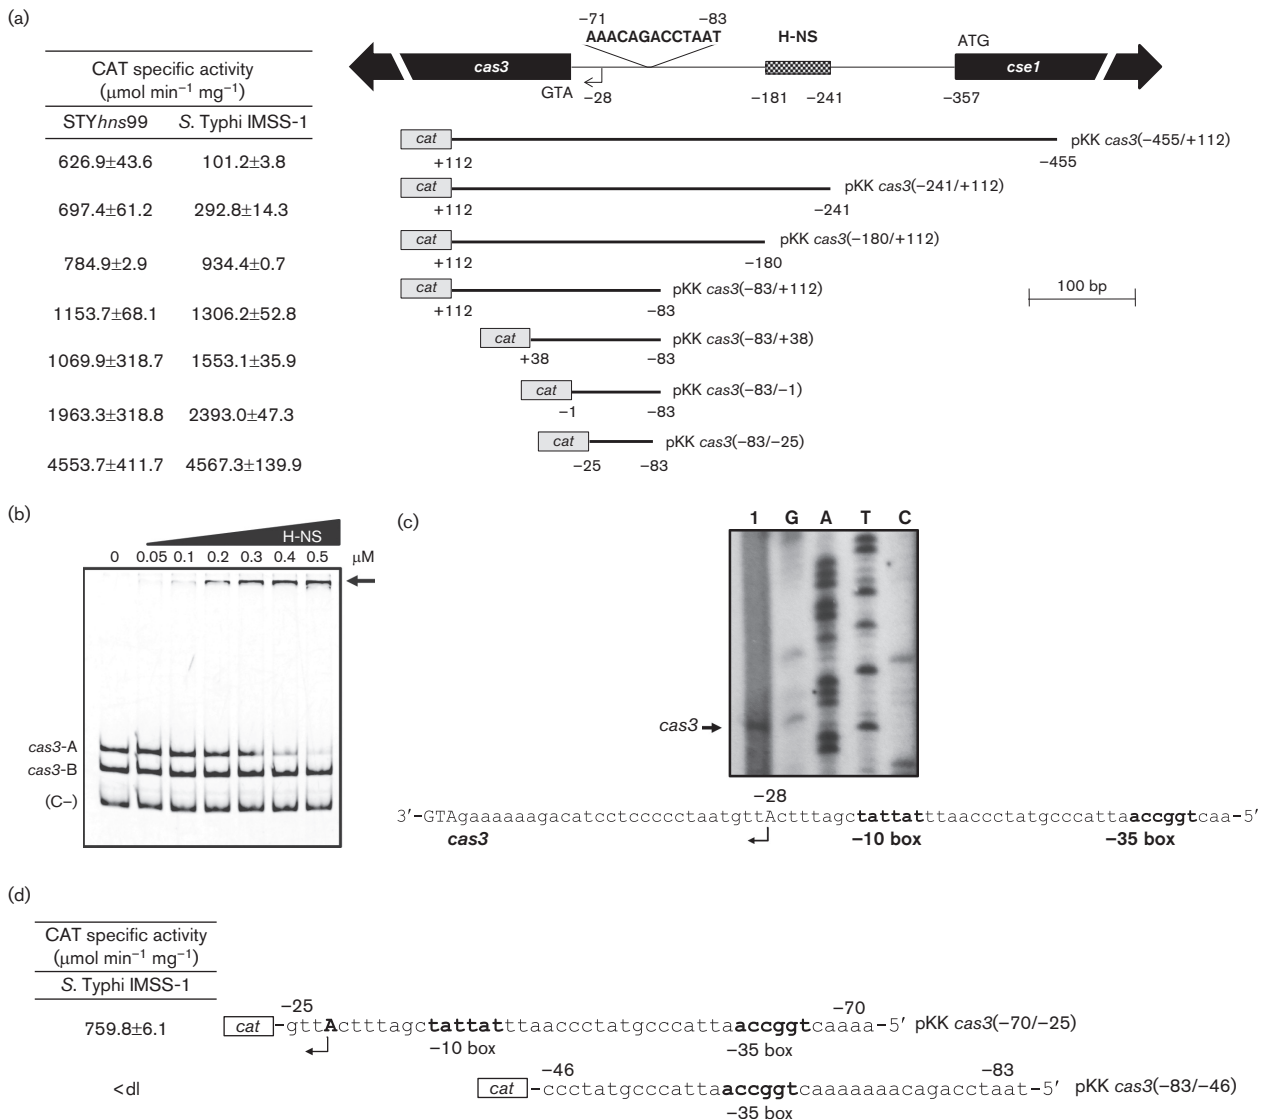 (a)
−71 −83
AAACAGACCTAAT H-NS ATG
cas3 cse1
GTA −28 −181 −241 −357
CAT specific activity
(μmol min−1 mg−1)
STYhns99 S. Typhi IMSS-1
626.9±43.6 101.2±3.8
697.4±61.2 292.8±14.3
784.9±2.9 934.4±0.7
1153.7±68.1 1306.2±52.8
1069.9±318.7 1553.1±35.9
1963.3±318.8 2393.0±47.3
4553.7±411.7 4567.3±139.9
cat pKK cas3(−455/+112)
+112 −455
cat pKK cas3(−241/+112)
+112 −241
cat pKK cas3(−180/+112)
+112 −180
cat pKK cas3(−83/+112)
+112 −83
100 bp
cat pKK cas3(−83/+38)
+38 −83
cat pKK cas3(−83/−1)
−1 −83
cat pKK cas3(−83/−25)
−25 −83
(b)
H-NS
0 0.05 0.1 0.2 0.3 0.4 0.5 μM
cas3-A
cas3-B
(C−)
(c)
1 G A T C
cas3
−28
3′-GTAgaaaaaagacatcctcccccctaatgttActttagctattatttaaccctatgcccattaaccggtcaa-5′
cas3 −10 box −35 box
(d)
CAT specific activity
(μmol min−1 mg−1)
S. Typhi IMSS-1
759.8±6.1
<dl
−25 −70
cat -gttActttagctattatttaaccctatgcccattaaccggtcaaaa-5′ pKK cas3(−70/−25)
−10 box −35 box
−46 −83
cat -ccctatgcccattaaccggtcaaaaaaacagacctaat-5′ pKK cas3(−83/−46)
−35 box